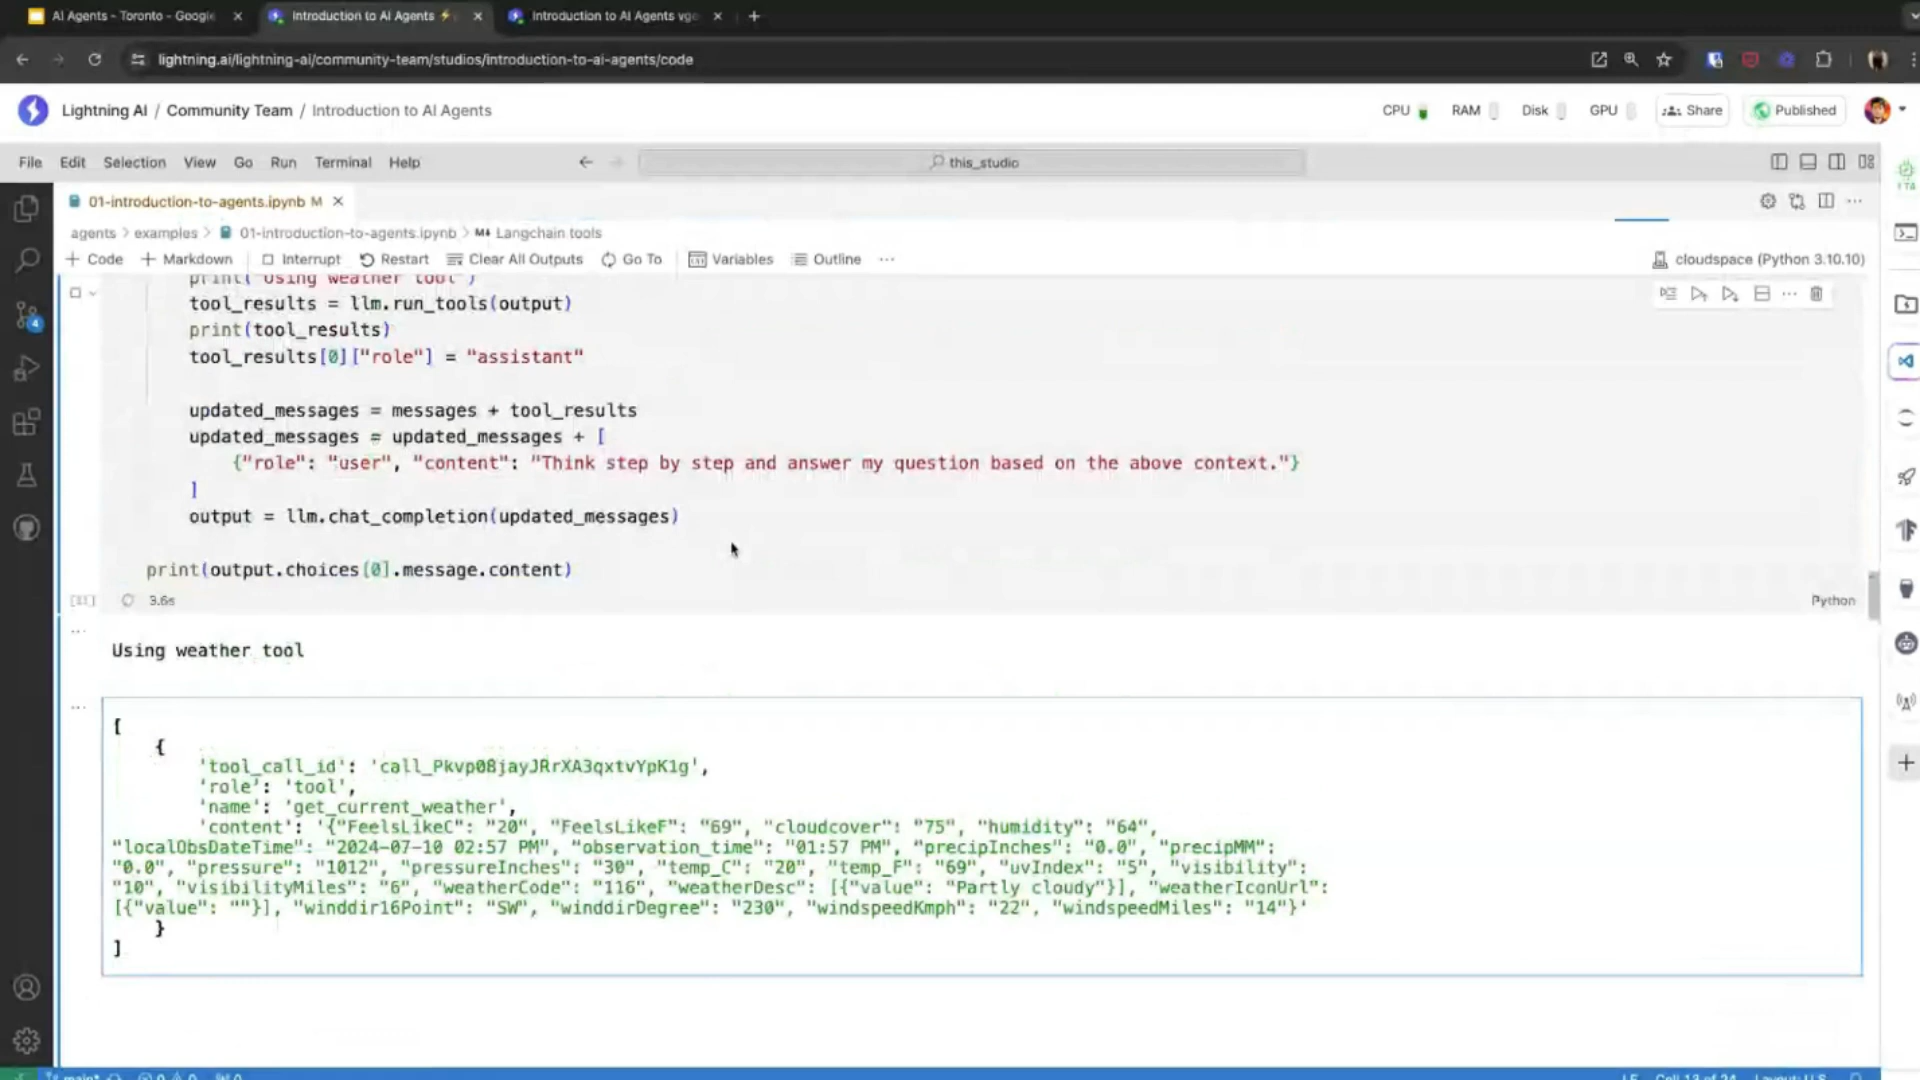 AI Agents - Toronto - Google
Introduction to AI Agents
Introduction to AI Agents
lightning.ai/lightning-ai/community-team/studios/introduction-to-ai-agents/code
Lightning AI / Community Team / Introduction to AI Agents
CPU RAM Disk GPU Share Published
File Edit Selection View Go Run Terminal Help
this_studio
01-introduction-to-agents.ipynb M
agents > examples > 01-introduction-to-agents.ipynb > M↓ Langchain tools
+ Code + Markdown Interrupt Restart Clear All Outputs Go To Variables Outline ...
cloudspace (Python 3.10.10)
print("Using weather tool")
tool_results = llm.run_tools(output)
print(tool_results)
tool_results[0]["role"] = "assistant"
updated_messages = messages + tool_results
updated_messages = updated_messages + [
{"role": "user", "content": "Think step by step and answer my question based on the above context."}
]
output = llm.chat_completion(updated_messages)
print(output.choices[0].message.content)
3.6s
Python
4
Using weather tool
[
{
'tool_call_id': 'call_Pkvp08jayJRrXA3qxtvYpK1g',
'role': 'tool',
'name': 'get_current_weather',
'content': '{"FeelsLikeC": "20", "FeelsLikeF": "69", "cloudcover": "75", "humidity": "64",
"localObsDateTime": "2024-07-10 02:57 PM", "observation_time": "01:57 PM", "precipInches": "0.0", "precipMM":
"0.0", "pressure": "1012", "pressureInches": "30", "temp_C": "20", "temp_F": "69", "uvIndex": "5", "visibility":
"10", "visibilityMiles": "6", "weatherCode": "116", "weatherDesc": [{"value": "Partly cloudy"}], "weatherIconUrl":
[{"value": ""}], "winddir16Point": "SW", "winddirDegree": "230", "windspeedKmph": "22", "windspeedMiles": "14"}'
}
]